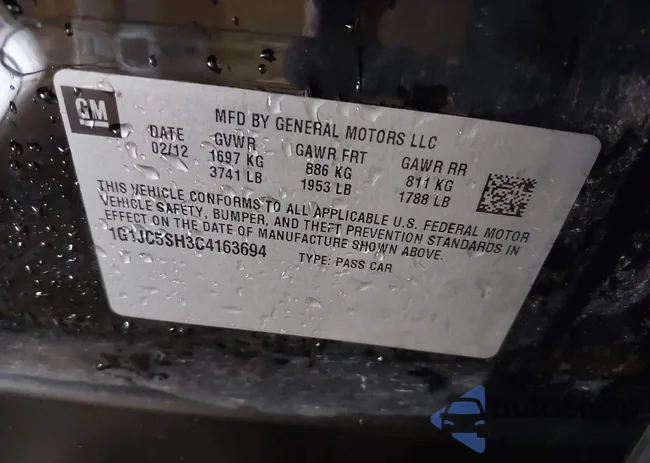 GM
MFD BY GENERAL MOTORS LLC
DATE GVWR GAWR FRT GAWR RR
02/12 1697 KG 886 KG 811 KG
3741 LB 1953 LB 1788 LB
THIS VEHICLE CONFORMS TO ALL APPLICABLE U.S. FEDERAL MOTOR
VEHICLE SAFETY, BUMPER, AND THEFT PREVENTION STANDARDS IN
EFFECT ON THE DATE OF MANUFACTURE SHOWN ABOVE.
1G1JC5SH3C4163694 TYPE: PASS CAR